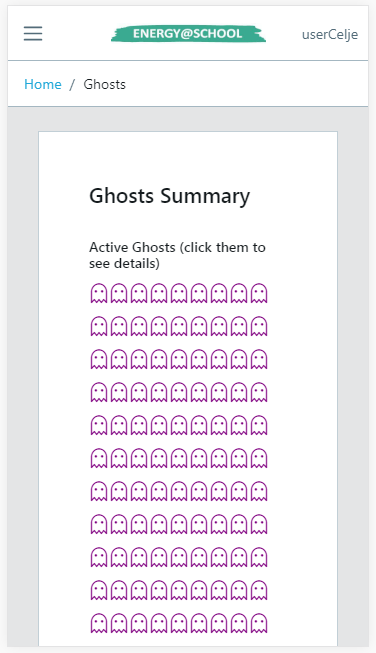 ENERGY@SCHOOL
userCelje
Home / Ghosts
Ghosts Summary
Active Ghosts (click them to
see details)